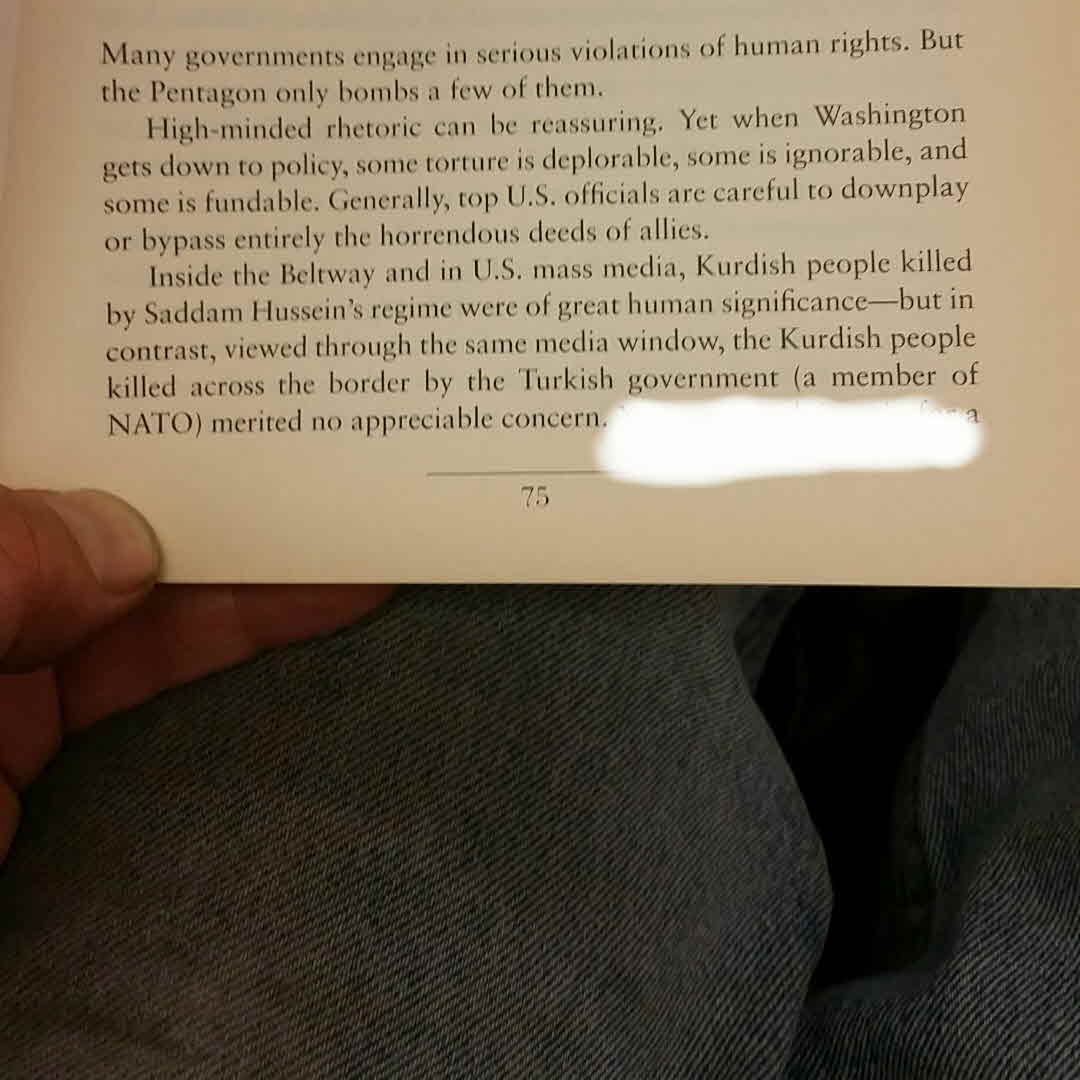 Many governments engage in serious violations of human rights. But
the Pentagon only bombs a few of them.
High-minded rhetoric can be reassuring. Yet when Washington
gets down to policy, some torture is deplorable, some is ignorable, and
some is fundable. Generally, top U.S. officials are careful to downplay
or bypass entirely the horrendous deeds of allies.
Inside the Beltway and in U.S. mass media, Kurdish people killed
by Saddam Hussein's regime were of great human significance—but in
contrast, viewed through the same media window, the Kurdish people
killed across the border by the Turkish government (a member of
NATO) merited no appreciable concern. a
75